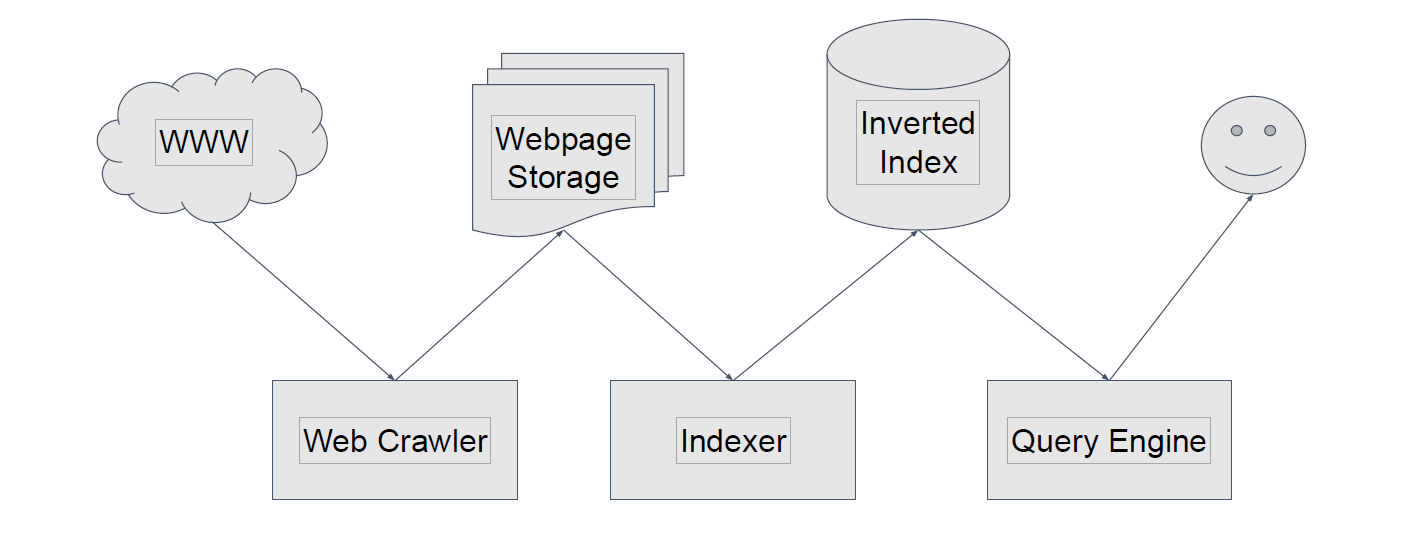 WWW
Webpage
Storage
Inverted
Index
Web Crawler
Indexer
Query Engine